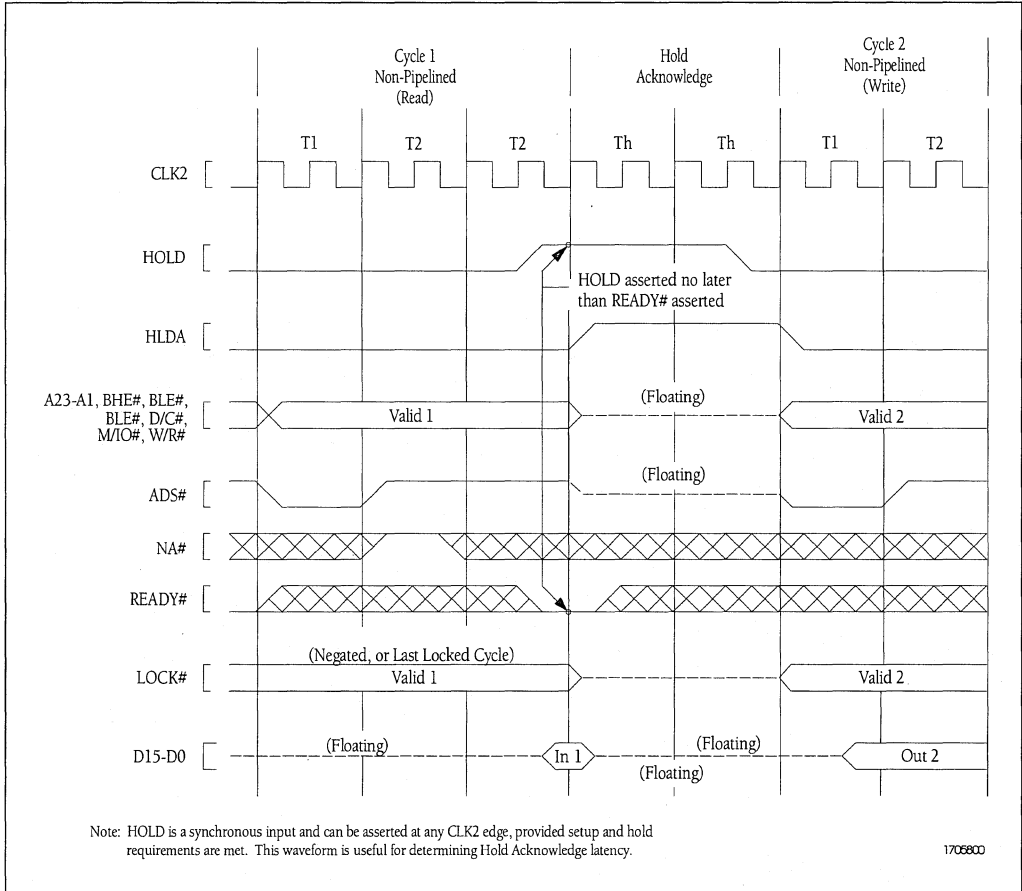 Cycle 1
Non-Pipelined
(Read)
Hold
Acknowledge
Cycle 2
Non-Pipelined
(Write)
T1 T2 T2 Th Th T1 T2
CLK2
HOLD
HOLD asserted no later
than READY# asserted
HLDA
A23-A1, BHE#, BLE#,
BLE#, D/C#,
M/IO#, W/R#
Valid 1
(Floating)
Valid 2
ADS#
(Floating)
NA#
READY#
LOCK#
(Negated, or Last Locked Cycle)
Valid 1
Valid 2
D15-D0
(Floating)
In 1
(Floating)
(Floating)
Out 2
Note: HOLD is a synchronous input and can be asserted at any CLK2 edge, provided setup and hold
requirements are met. This waveform is useful for determining Hold Acknowledge latency.
1705800